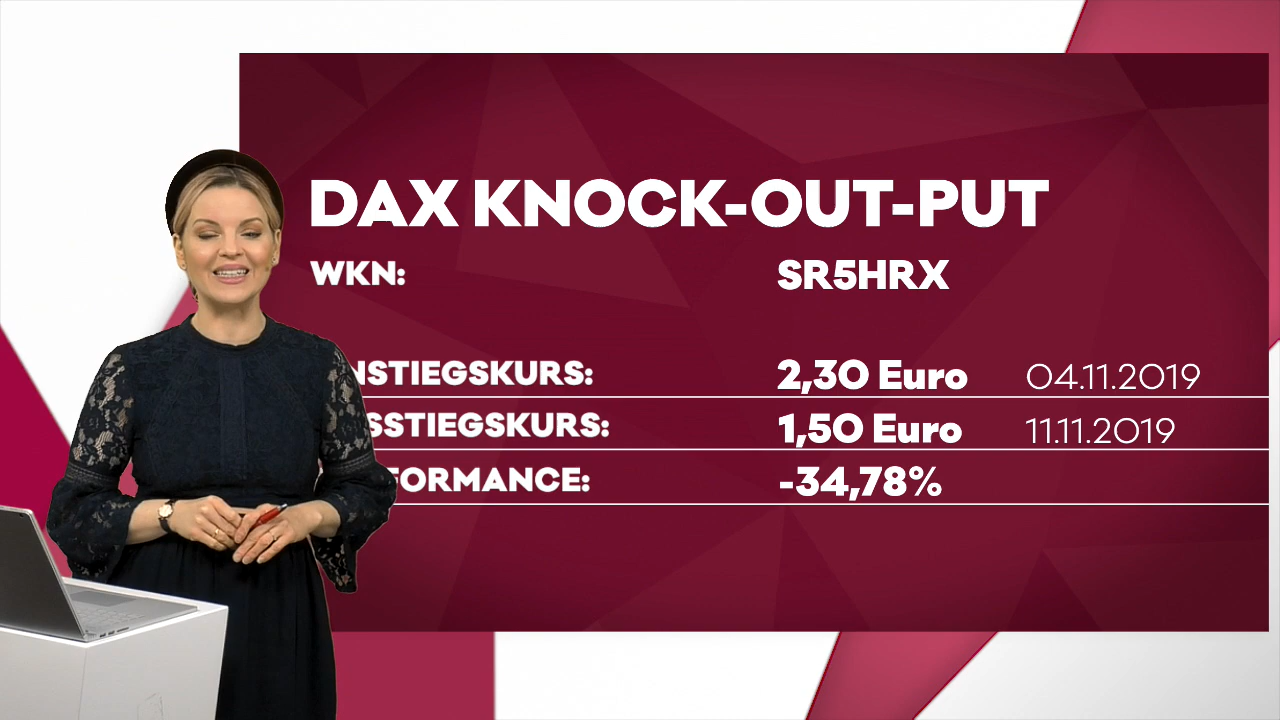 DAX KNOCK-OUT-PUT
WKN: SR5HRX
NSTIEGSKURS: 2,30 Euro 04.11.2019
SSTIEGSKURS: 1,50 Euro 11.11.2019
FORMANCE: -34,78%